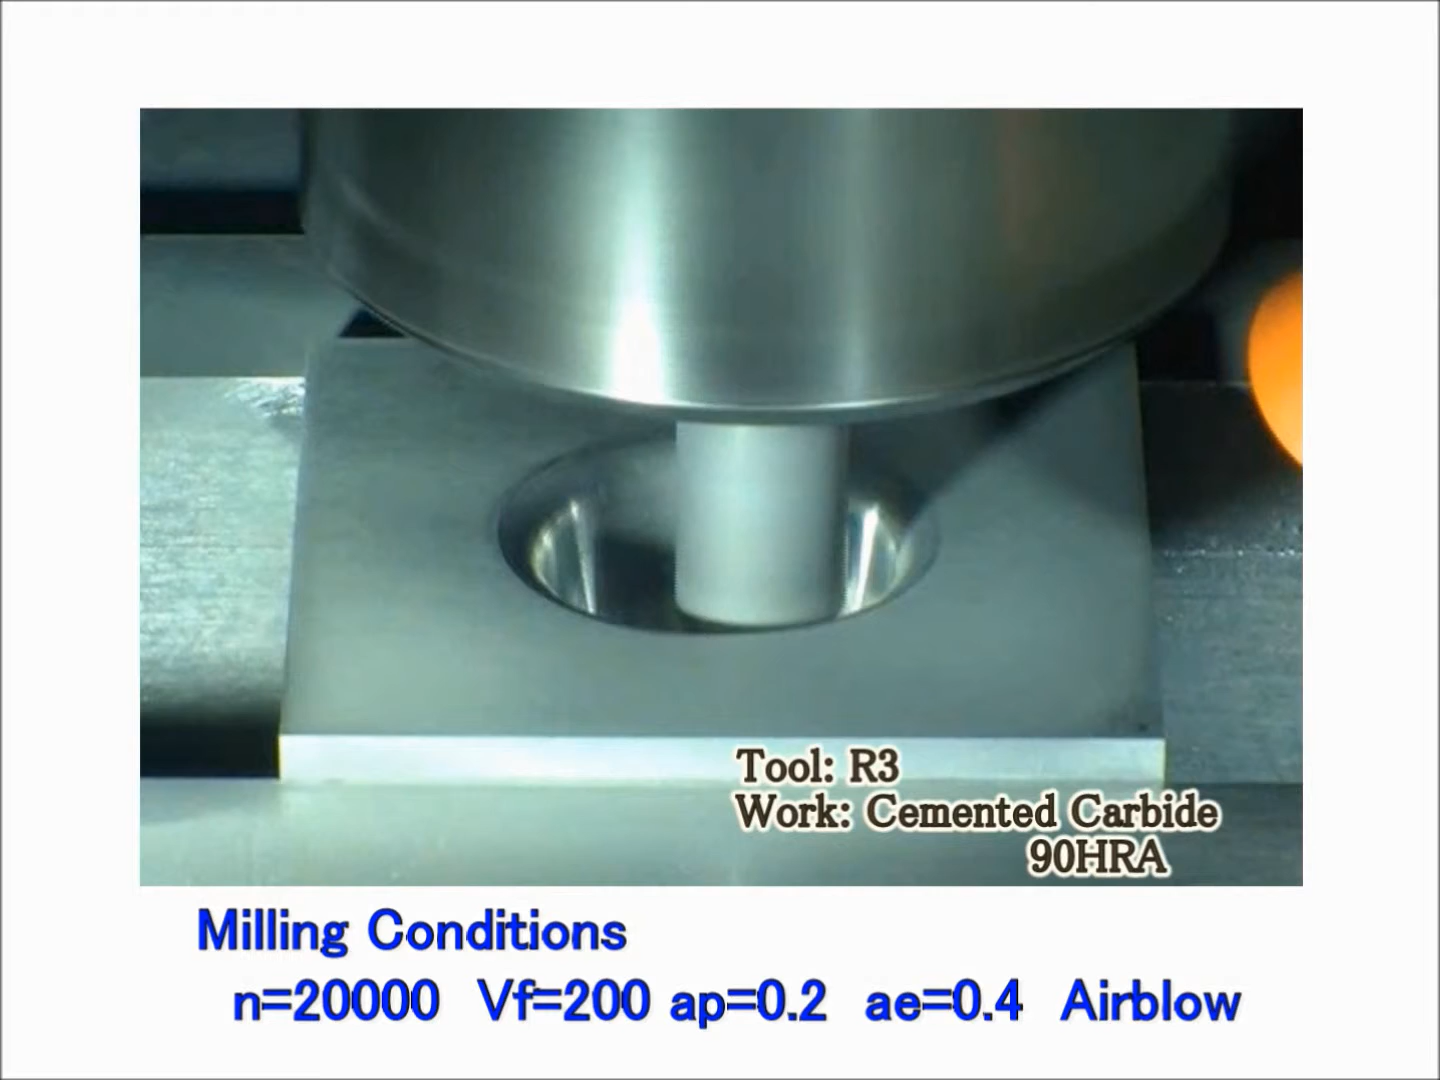 Tool: R3
Work: Cemented Carbide
90HRA
Milling Conditions
n=20000 Vf=200 ap=0.2 ae=0.4 Airblow